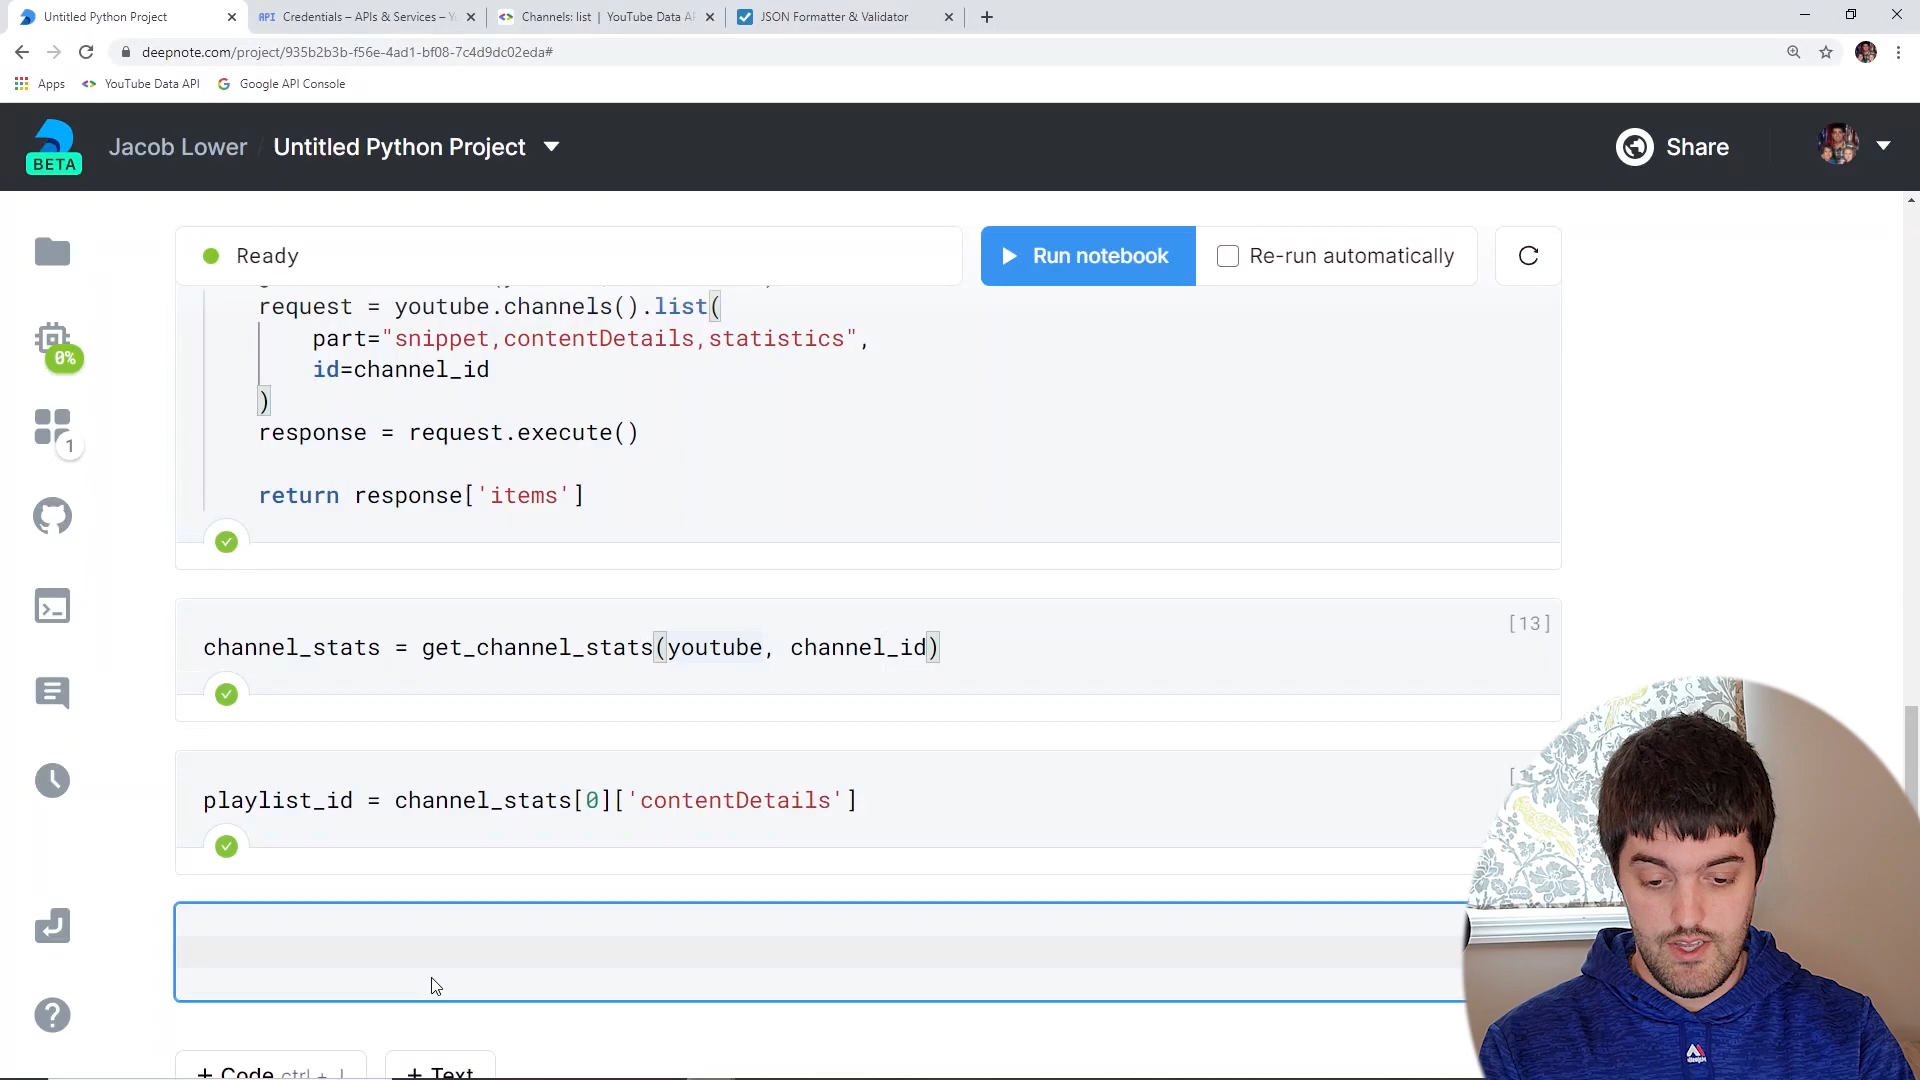 Untitled Python Project
API Credentials – APIs & Services – Y
Channels: list | YouTube Data A
JSON Formatter & Validator
deepnote.com/project/935b2b3b-f56e-4ad1-bf08-7c4d9dc02eda#
Apps
YouTube Data API
Google API Console
BETA
Jacob Lower / Untitled Python Project
Share
Ready
Run notebook
Re-run automatically
0%
1
request = youtube.channels().list(
part="snippet,contentDetails,statistics",
id=channel_id
)
response = request.execute()
return response['items']
[13]
channel_stats = get_channel_stats(youtube, channel_id)
playlist_id = channel_stats[0]['contentDetails']
+ Code ctrl + J
+ Text